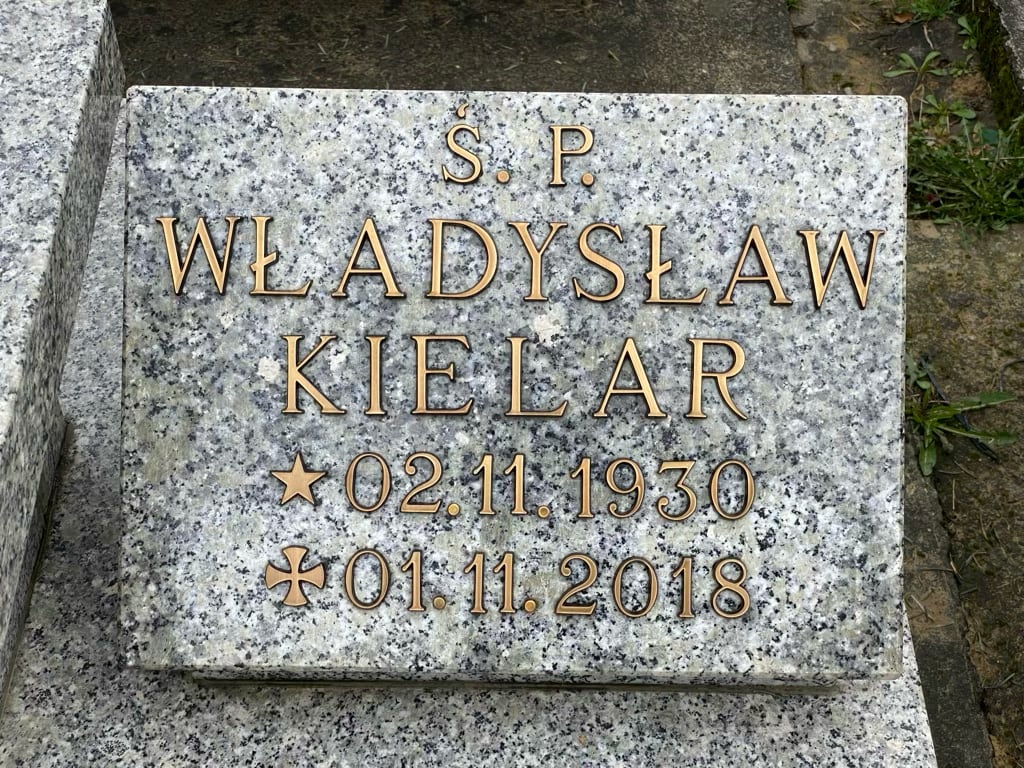 Ś. P.
WŁADYSŁAW
KIELAR
★ 02.11.1930
✠ 01.11.2018